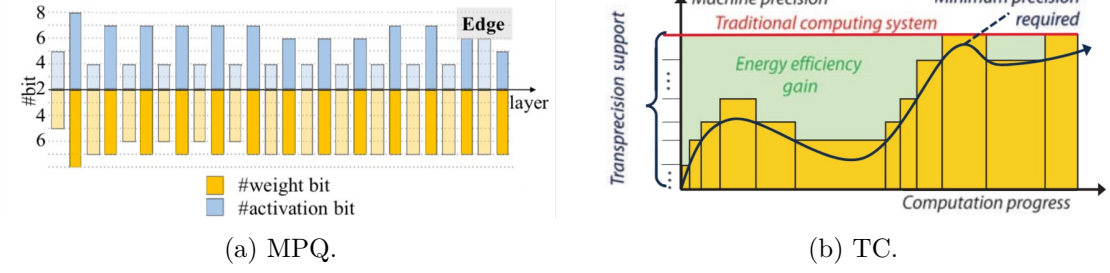 8
6
4
2
4
6
#bit
Edge
layer
#weight bit
#activation bit
(a) MPQ.
Machine precision
Minimum precision
required
Traditional computing system
Energy efficiency
gain
Transprecision support
Computation progress
(b) TC.